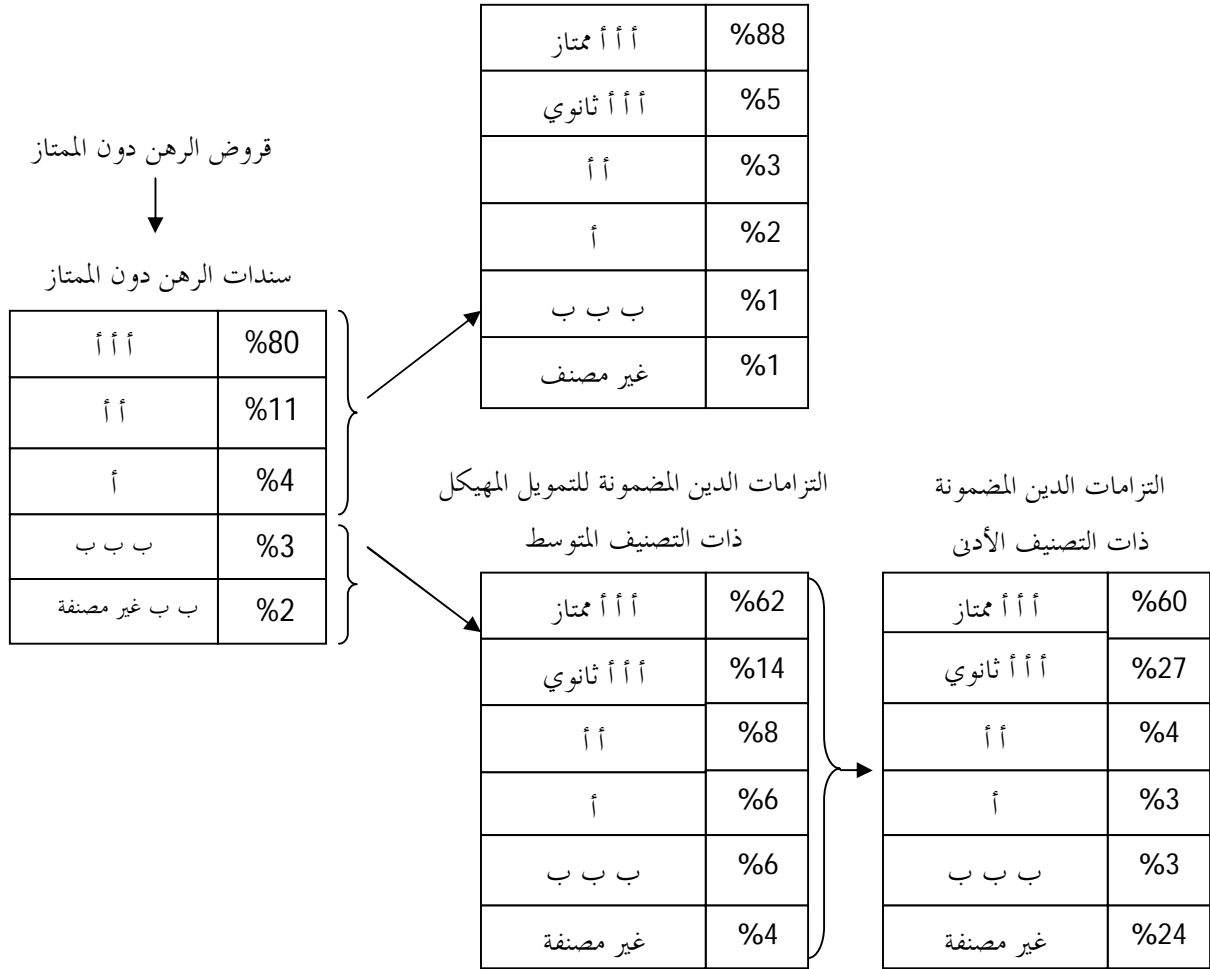 أ أ أ ممتاز %88
أ أ أ ثانوي %5
أ أ %3
أ %2
ب ب ب %1
غير مصنف %1
قروض الرهن دون الممتاز
سندات الرهن دون الممتاز
أ أ أ %80
أ أ %11
أ %4
ب ب ب %3
ب ب غير مصنفة %2
التزامات الدين المضمونة للتمويل المهيكل
ذات التصنيف المتوسط
أ أ أ ممتاز %62
أ أ أ ثانوي %14
أ أ %8
أ %6
ب ب ب %6
غير مصنفة %4
التزامات الدين المضمونة
ذات التصنيف الأدنى
أ أ أ ممتاز %60
أ أ أ ثانوي %27
أ أ %4
أ %3
ب ب ب %3
غير مصنفة %24